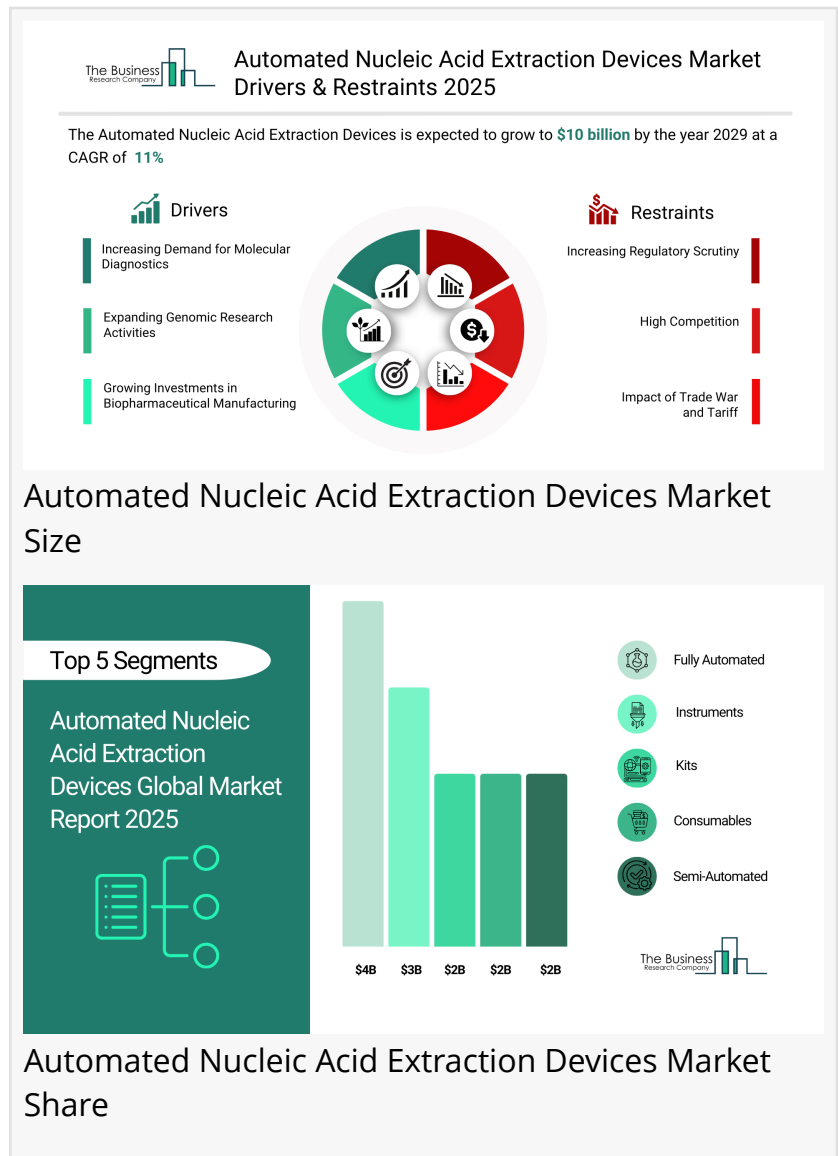 The Business
Research Company
Automated Nucleic Acid Extraction Devices Market
Drivers & Restraints 2025
The Automated Nucleic Acid Extraction Devices is expected to grow to $10 billion by the year 2029 at a
CAGR of 11%
Drivers
Increasing Demand for Molecular
Diagnostics
Expanding Genomic Research
Activities
Growing Investments in
Biopharmaceutical Manufacturing
Restraints
Increasing Regulatory Scrutiny
High Competition
Impact of Trade War
and Tariff
Automated Nucleic Acid Extraction Devices Market
Size
Top 5 Segments
Automated Nucleic
Acid Extraction
Devices Global Market
Report 2025
$4B $3B $2B $2B $2B
Fully Automated
Instruments
Kits
Consumables
Semi-Automated
The Business
Research Company
Automated Nucleic Acid Extraction Devices Market
Share